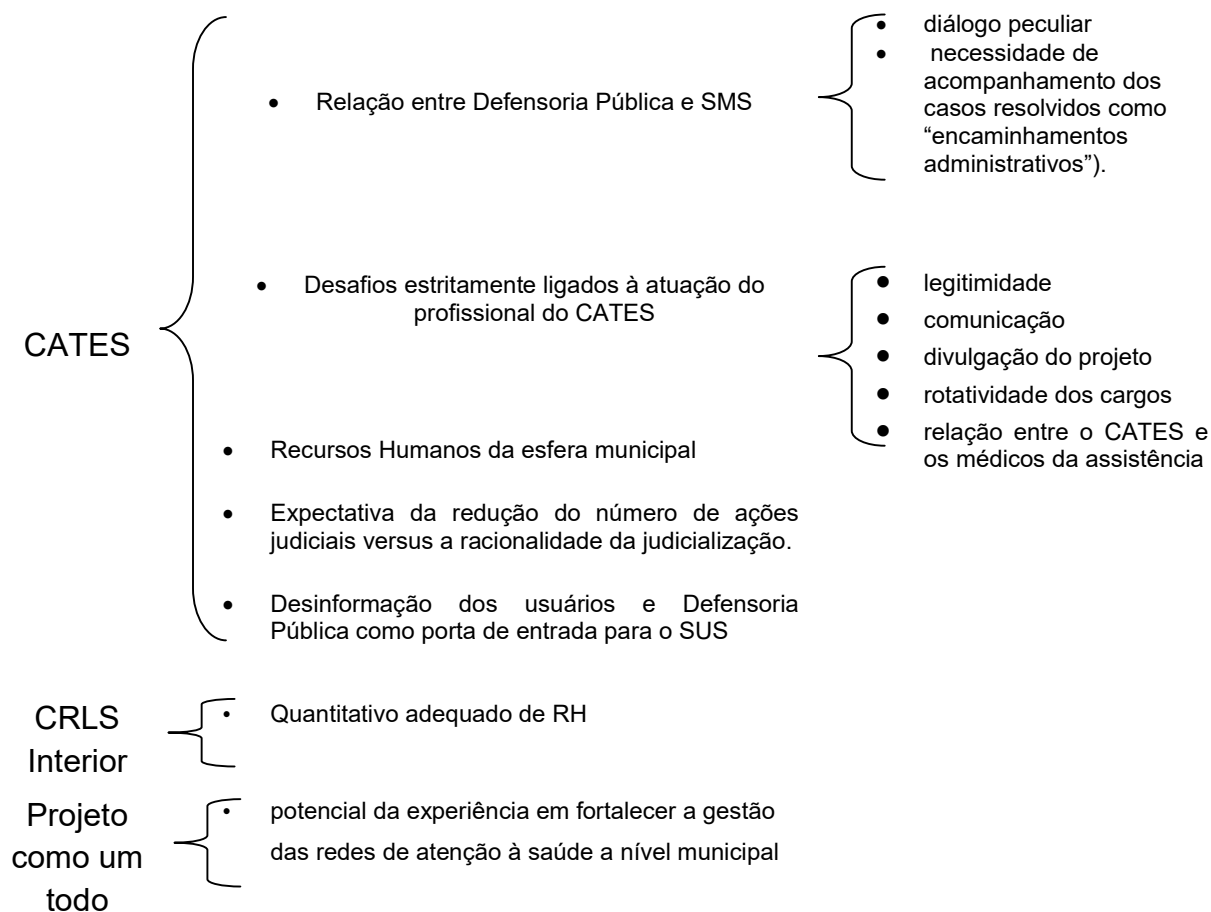 CATES
• Relação entre Defensoria Pública e SMS
• diálogo peculiar
• necessidade de
acompanhamento dos
casos resolvidos como
“encaminhamentos
administrativos”).
• Desafios estritamente ligados à atuação do
profissional do CATES
• legitimidade
• comunicação
• divulgação do projeto
• rotatividade dos cargos
• relação entre o CATES e
os médicos da assistência
• Recursos Humanos da esfera municipal
• Expectativa da redução do número de ações
judiciais versus a racionalidade da judicialização.
• Desinformação dos usuários e Defensoria
Pública como porta de entrada para o SUS
CRLS
Interior
• Quantitativo adequado de RH
Projeto
como um
todo
• potencial da experiência em fortalecer a gestão
das redes de atenção à saúde a nível municipal